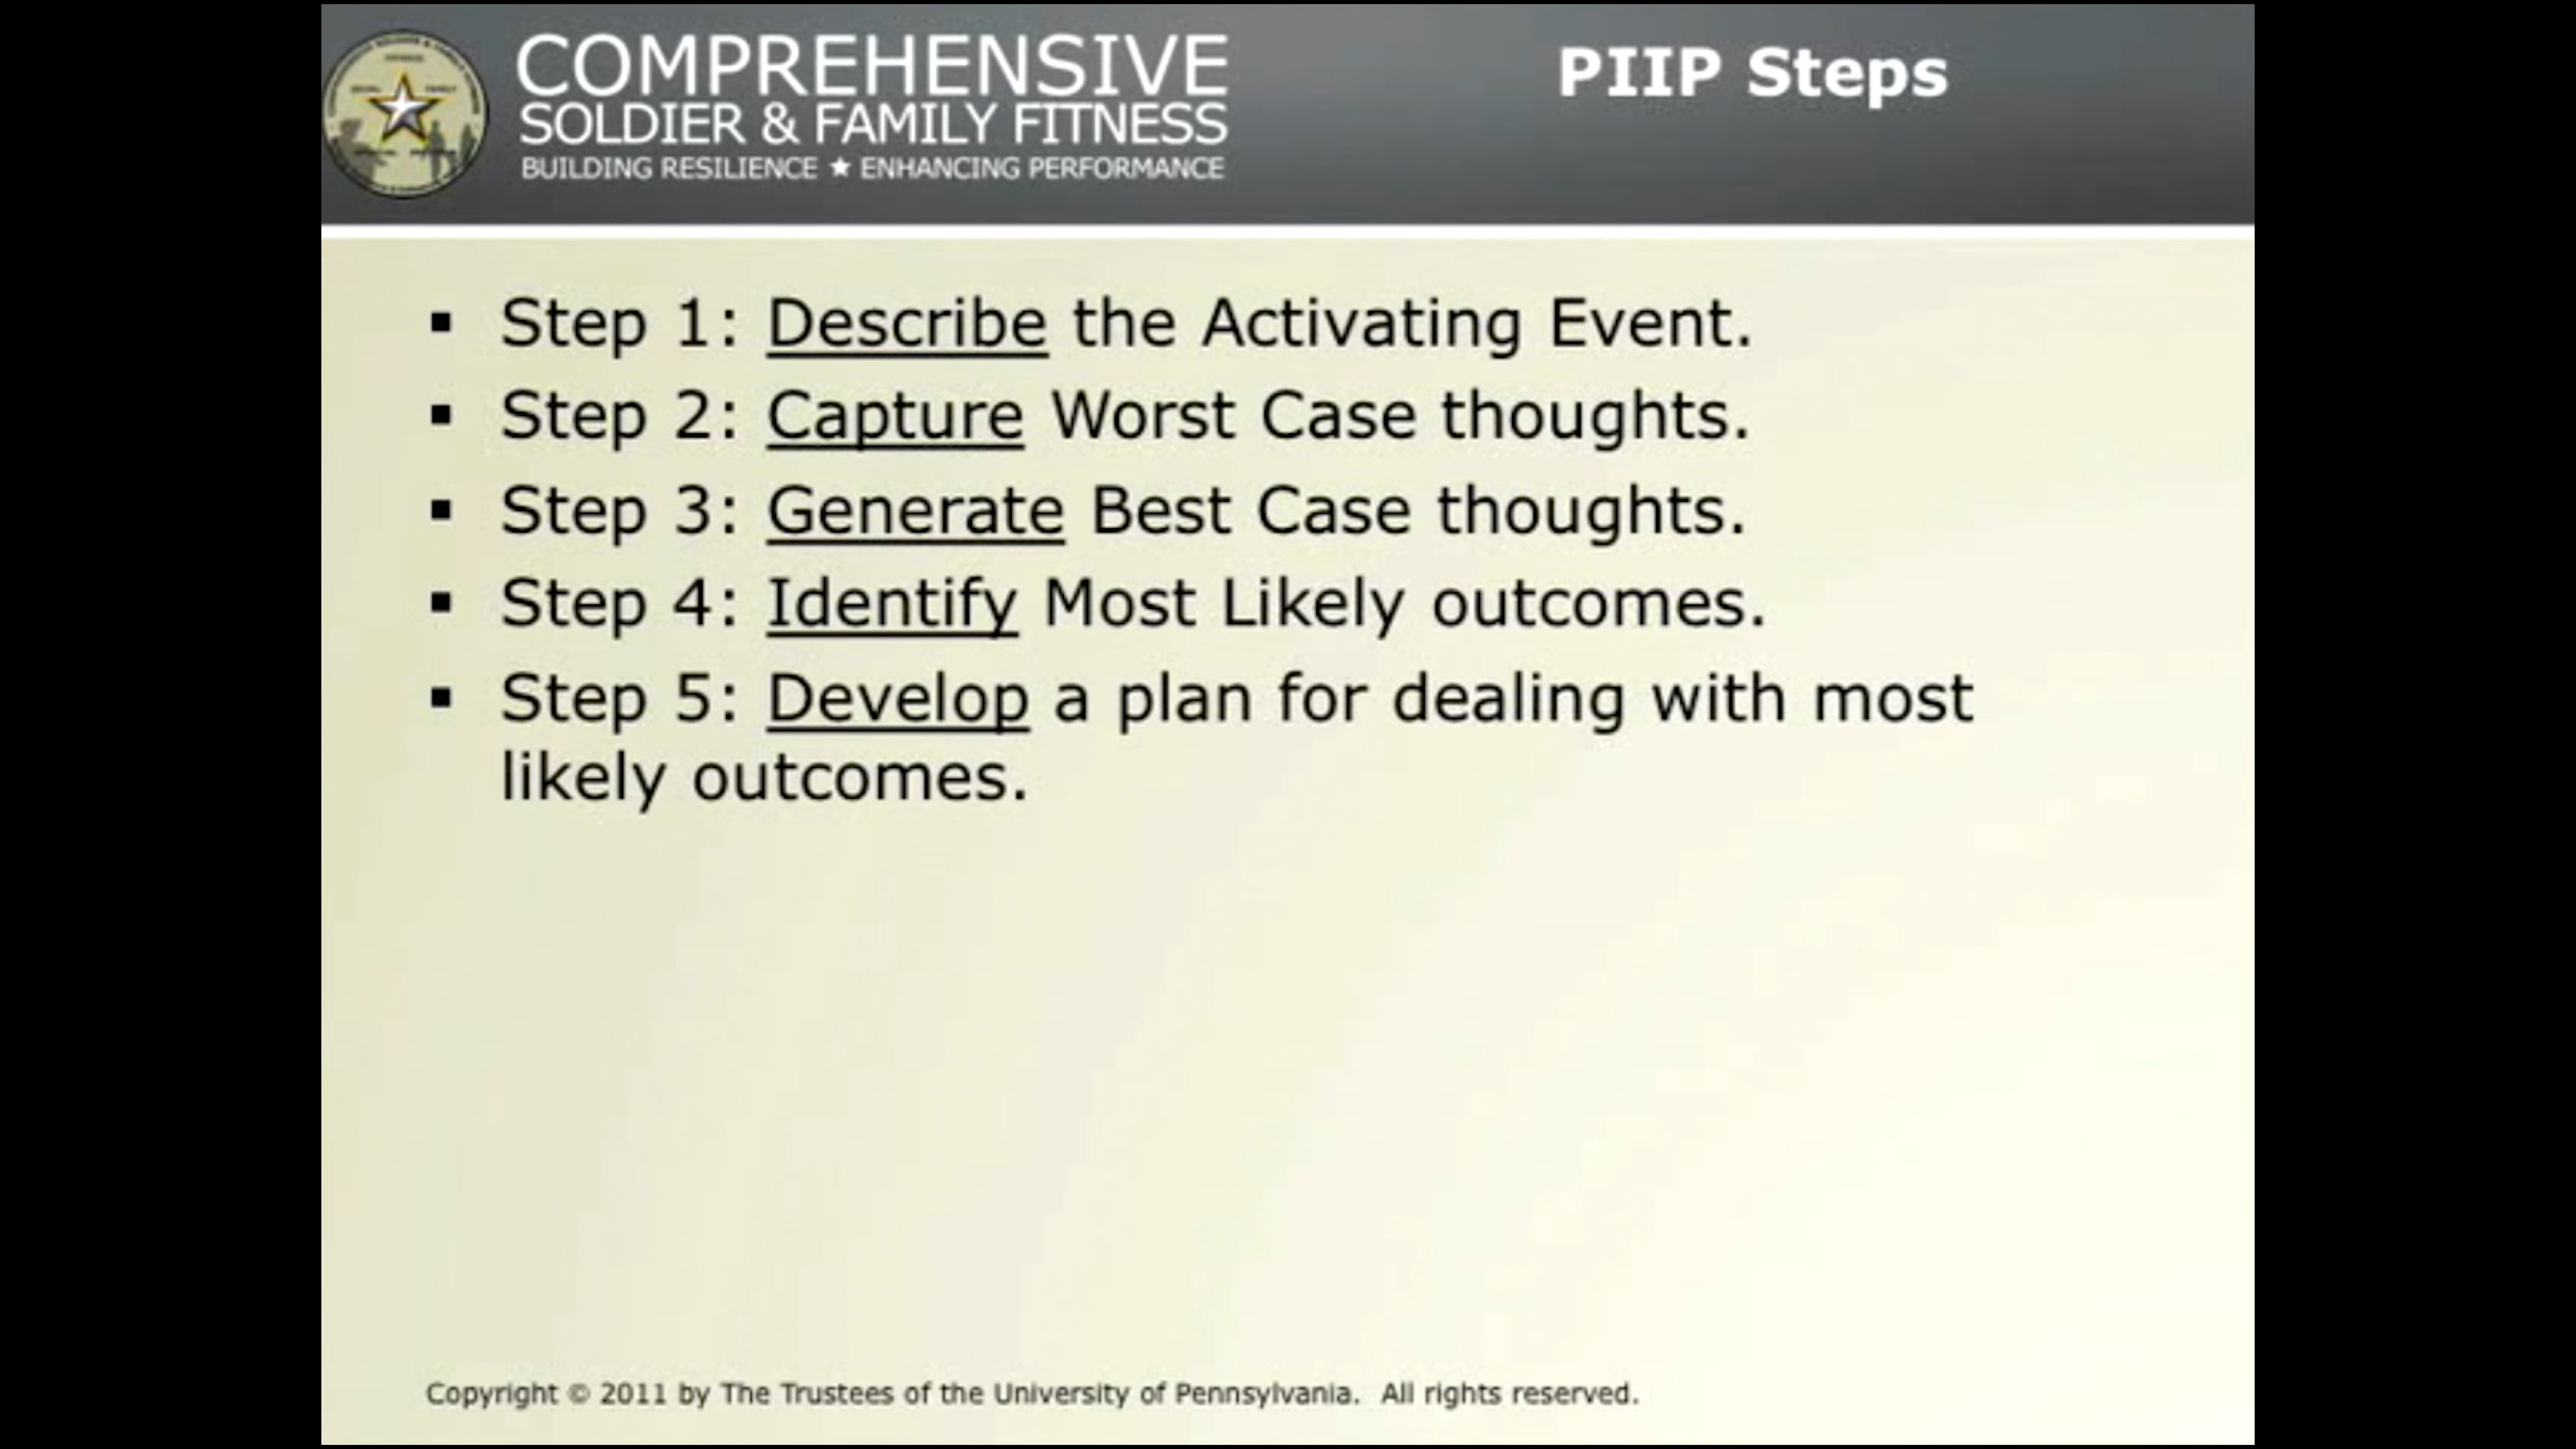 COMPREHENSIVE
SOLDIER & FAMILY FITNESS
BUILDING RESILIENCE ★ ENHANCING PERFORMANCE
PIIP Steps
▪ Step 1: Describe the Activating Event.
▪ Step 2: Capture Worst Case thoughts.
▪ Step 3: Generate Best Case thoughts.
▪ Step 4: Identify Most Likely outcomes.
▪ Step 5: Develop a plan for dealing with most
likely outcomes.
Copyright © 2011 by The Trustees of the University of Pennsylvania. All rights reserved.